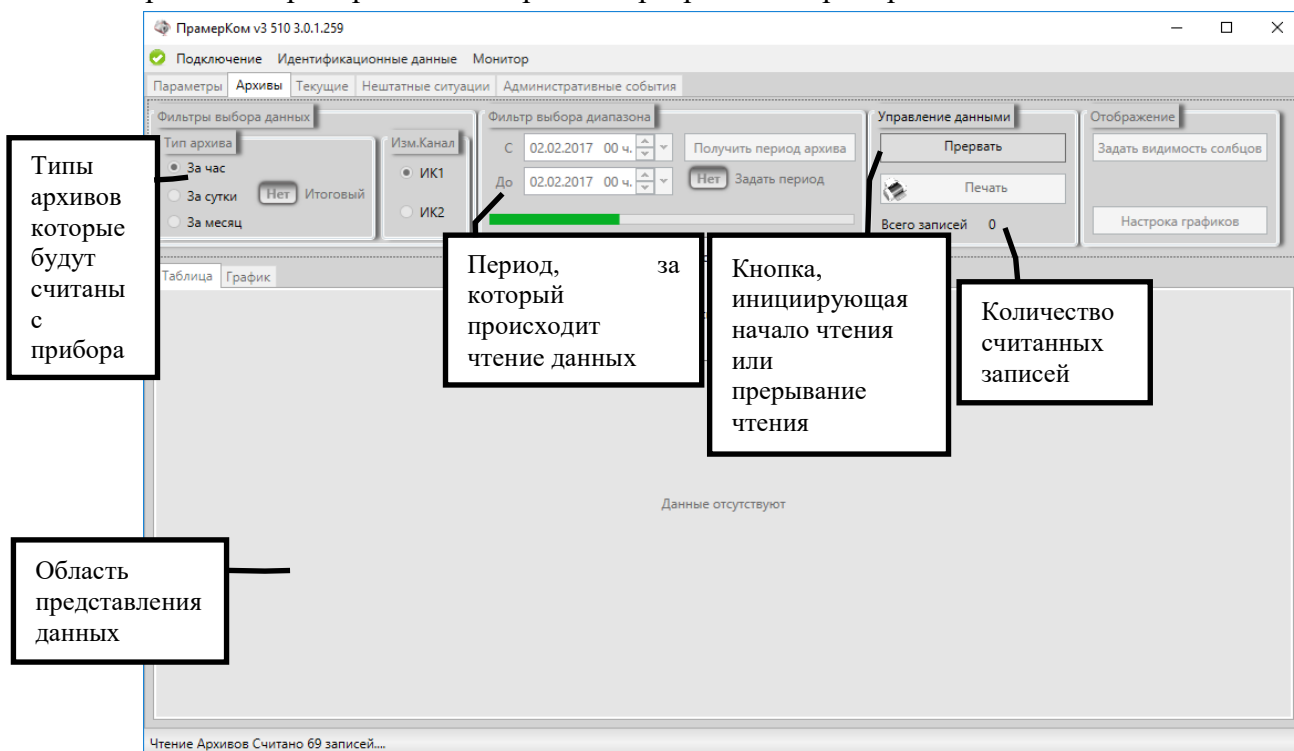 ПрамерКом v3 510 3.0.1.259
Подключение Идентификационные данные Монитор
Параметры Архивы Текущие Нештатные ситуации Административные события
Фильтры выбора данных
Тип архива
За час
За сутки
За месяц
Нет Итоговый
Изм.Канал
ИК1
ИК2
Фильтр выбора диапазона
С 02.02.2017 00 ч.
До 02.02.2017 00 ч.
Получить период архива
Нет Задать период
Управление данными
Прервать
Печать
Всего записей 0
Отображение
Задать видимость солбцов
Настрока графиков
Типы
архивов
которые
будут
считаны
с
прибора
Период, за
который
происходит
чтение данных
Кнопка,
инициирующая
начало чтения
или
прерывание
чтения
Количество
считанных
записей
Таблица График
Данные отсутствуют
Область
представления
данных
Чтение Архивов Считано 69 записей....